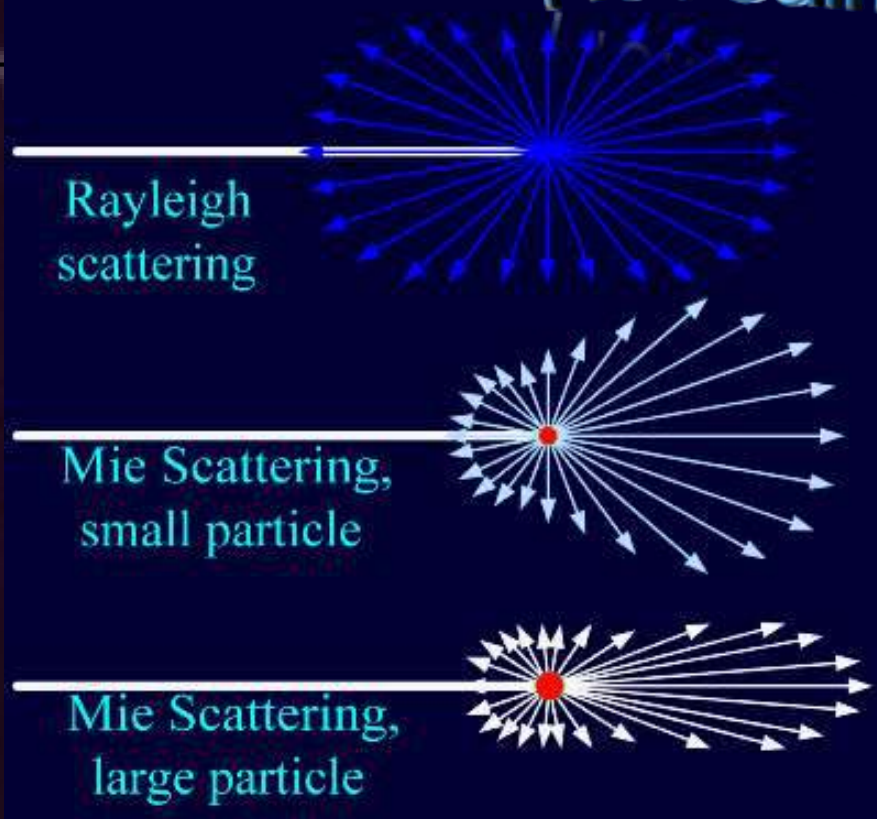 Rayleigh
scattering
Mie Scattering,
small particle
Mie Scattering,
large particle